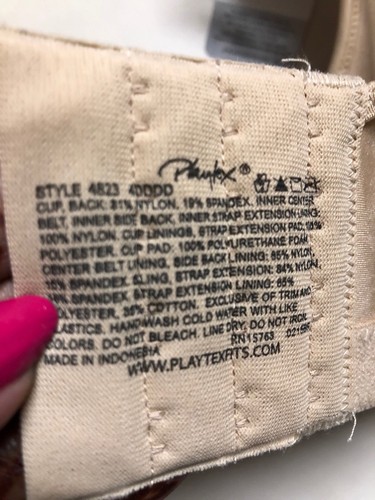 Playtex®
STYLE 4823 40DDD
CUP, BACK: 81% NYLON, 19% SPANDEX. INNER CENTER
BELT, INNER SIDE BACK, INNER STRAP EXTENSION LINING:
100% NYLON. CUP LINING, STRAP EXTENSION PAD: 100%
POLYESTER. CUP PAD: 100% POLYURETHANE FOAM.
CENTER BELT LINING, SIDE BACK LINING: 85% NYLON,
15% SPANDEX. SLING, STRAP EXTENSION: 84% NYLON,
16% SPANDEX. STRAP EXTENSION LINING: 65%
POLYESTER, 35% COTTON. EXCLUSIVE OF TRIM AND
ELASTICS. HANDWASH COLD WATER WITH LIKE
COLORS. DO NOT BLEACH. LINE DRY. DO NOT IRON.
MADE IN INDONESIA RN15763
WWW.PLAYTEXFITS.COM